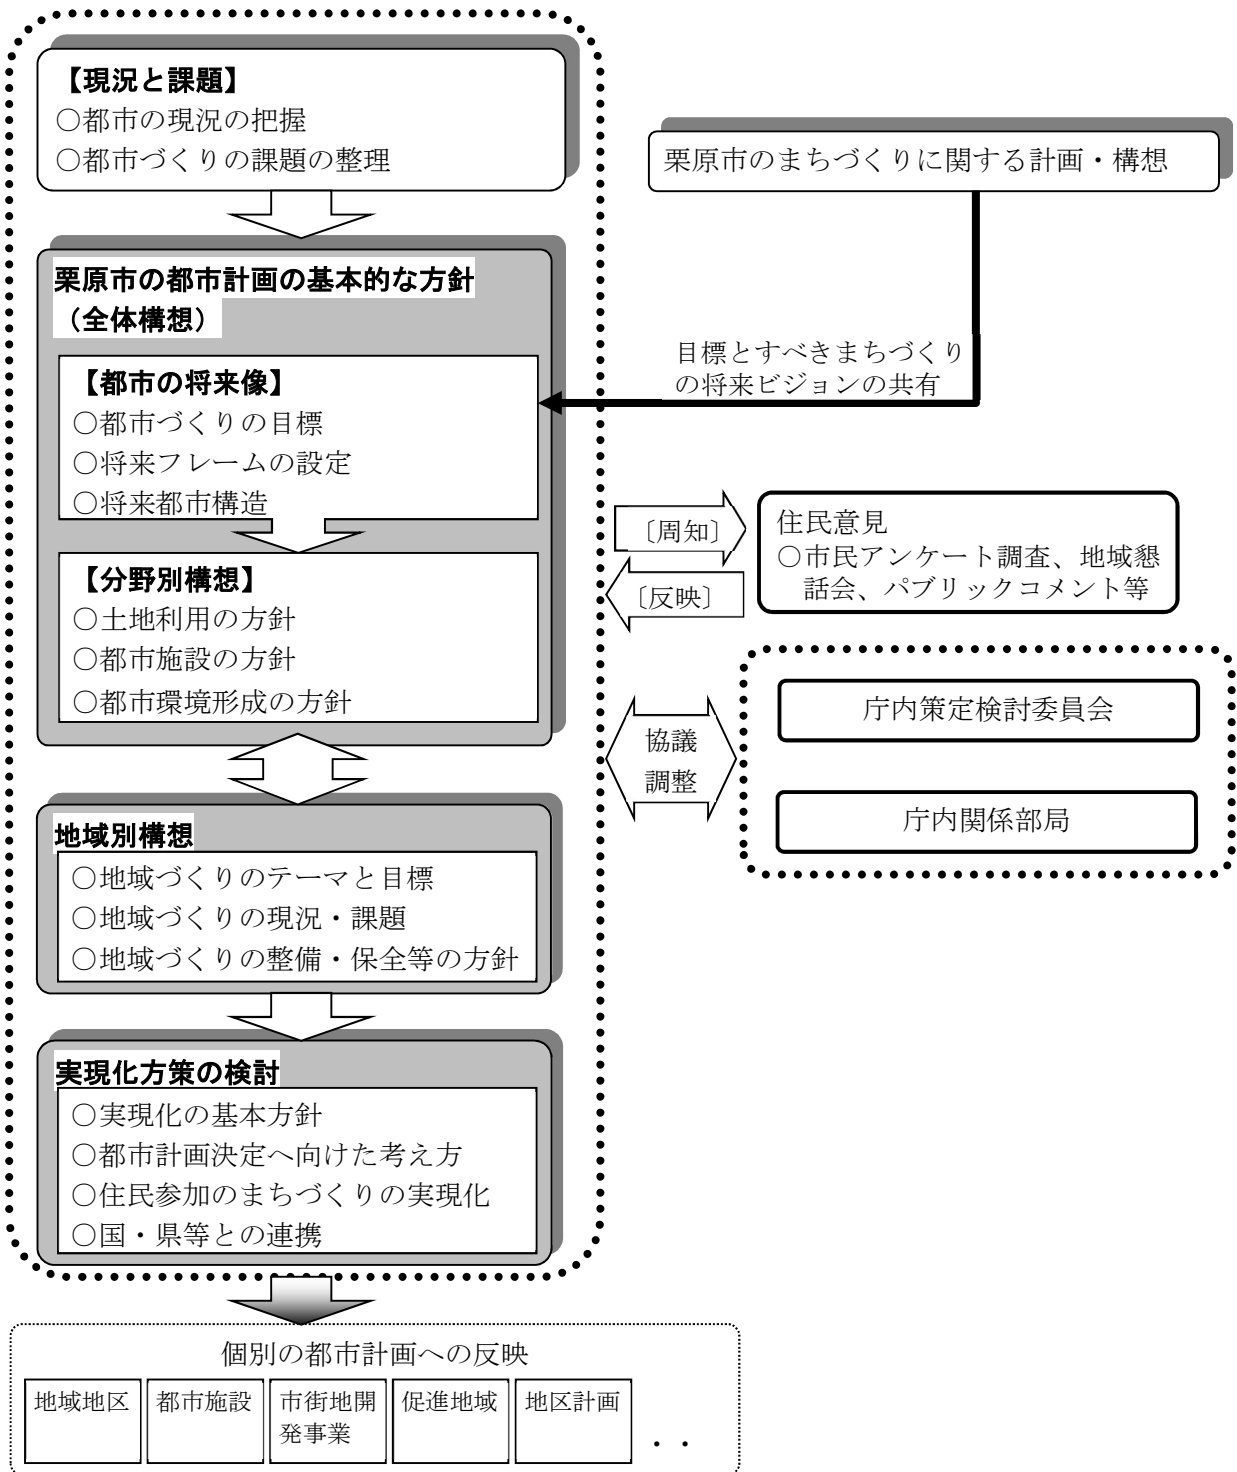 【現況と課題】
○都市の現況の把握
○都市づくりの課題の整理
栗原市のまちづくりに関する計画・構想
栗原市の都市計画の基本的な方針
（全体構想）
目標とすべきまちづくり
の将来ビジョンの共有
【都市の将来像】
○都市づくりの目標
○将来フレームの設定
○将来都市構造
〔周知〕
〔反映〕
住民意見
○市民アンケート調査、地域懇
話会、パブリックコメント等
【分野別構想】
○土地利用の方針
○都市施設の方針
○都市環境形成の方針
協議
調整
庁内策定検討委員会
庁内関係部局
地域別構想
○地域づくりのテーマと目標
○地域づくりの現況・課題
○地域づくりの整備・保全等の方針
実現化方策の検討
○実現化の基本方針
○都市計画決定へ向けた考え方
○住民参加のまちづくりの実現化
○国・県等との連携
個別の都市計画への反映
地域地区
都市施設
市街地開
発事業
促進地域
地区計画
．．